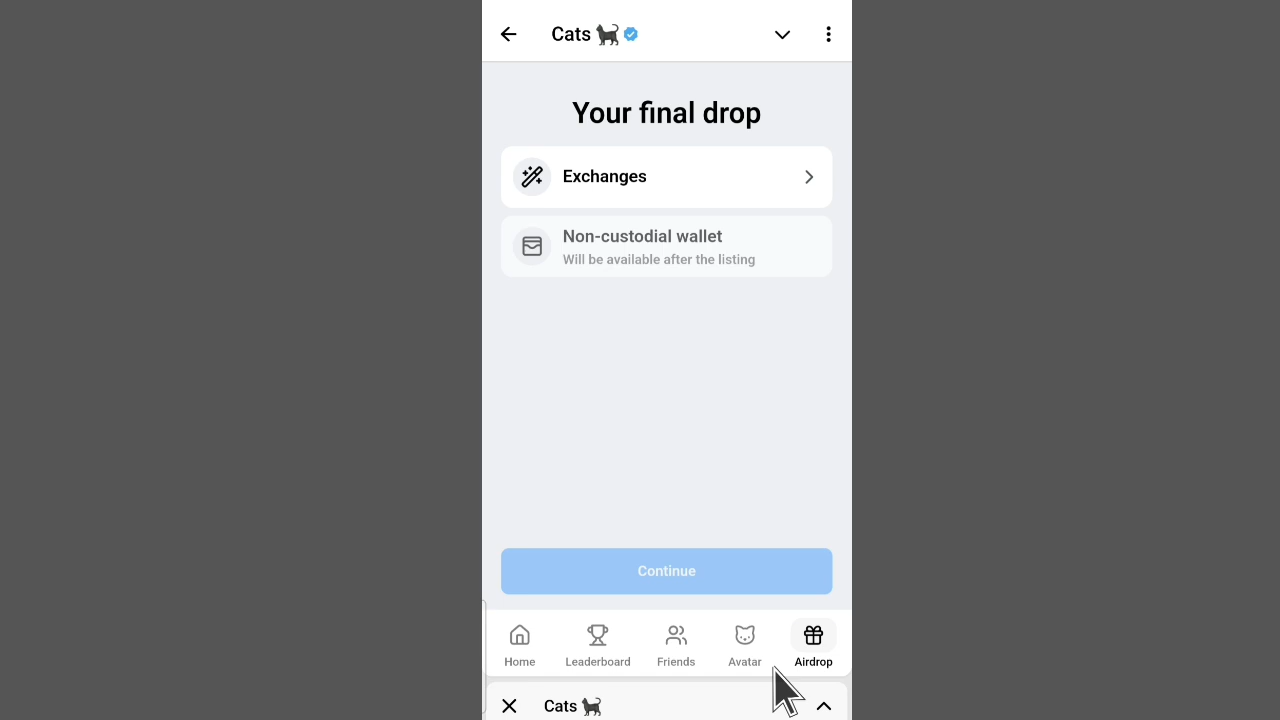 Cats 🐈‍⬛
Your final drop
Exchanges
Non-custodial wallet
Will be available after the listing
Continue
Home Leaderboard Friends Avatar Airdrop
Cats 🐈‍⬛